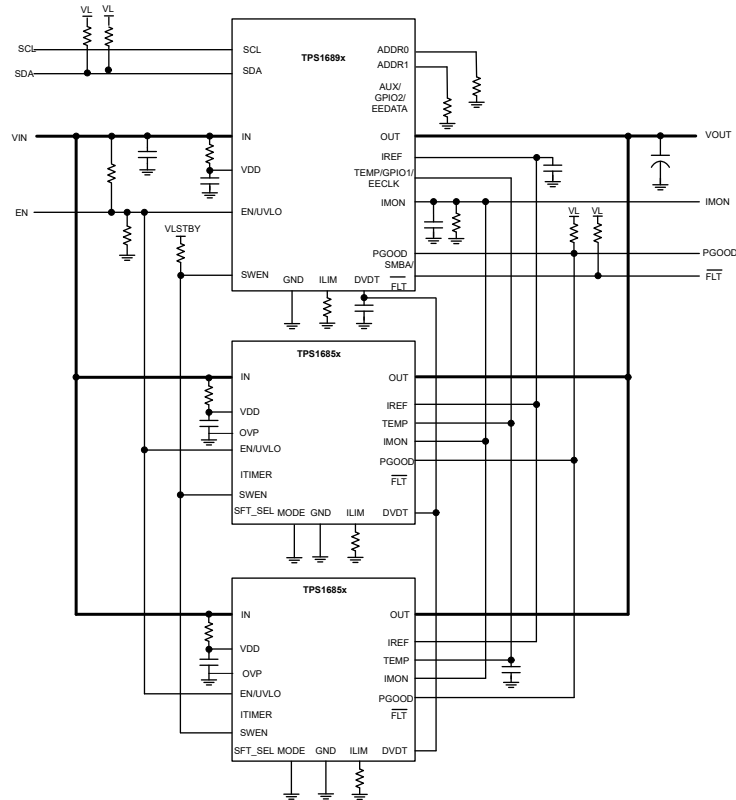 VL
VL
SCL
SDA
SCL
SDA
TPS1689x
ADDR0
ADDR1
AUX/
GPIO2/
EEDATA
VIN
IN
OUT
VOUT
IREF
VDD
TEMP/GPIO1/
EECLK
EN
EN/UVLO
IMON
IMON
VL
VL
VLSTBY
PGOOD
PGOOD
SMBA/
SWEN
GND
ILIM
DVDT
FLT
FLT
TPS1685x
IN
OUT
IREF
VDD
TEMP
OVP
IMON
EN/UVLO
PGOOD
ITIMER
FLT
SWEN
SFT_SEL
MODE
GND
ILIM
DVDT
TPS1685x
IN
OUT
IREF
VDD
TEMP
OVP
IMON
EN/UVLO
PGOOD
ITIMER
FLT
SWEN
SFT_SEL
MODE
GND
ILIM
DVDT